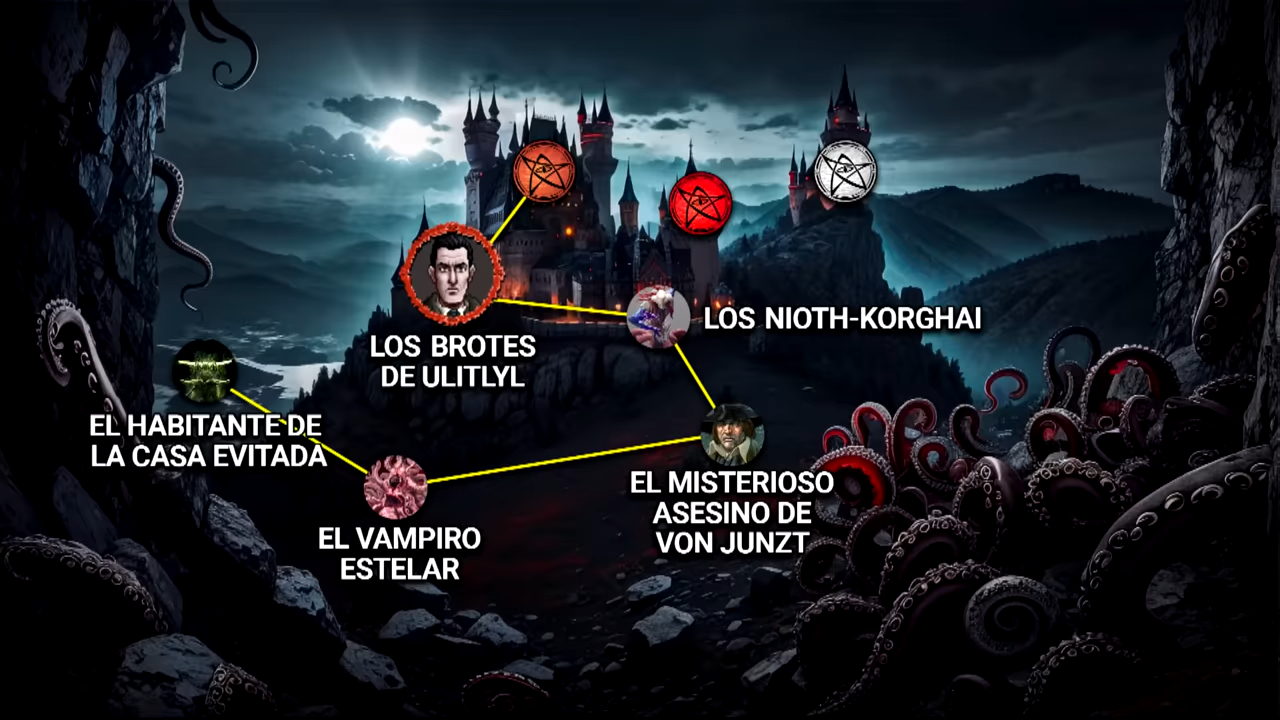 LOS NIOTH-KORGHAI
LOS BROTES
DE ULITLYL
EL HABITANTE DE
LA CASA EVITADA
EL MISTERIOSO
ASESINO DE
VON JUNZT
EL VAMPIRO
ESTELAR